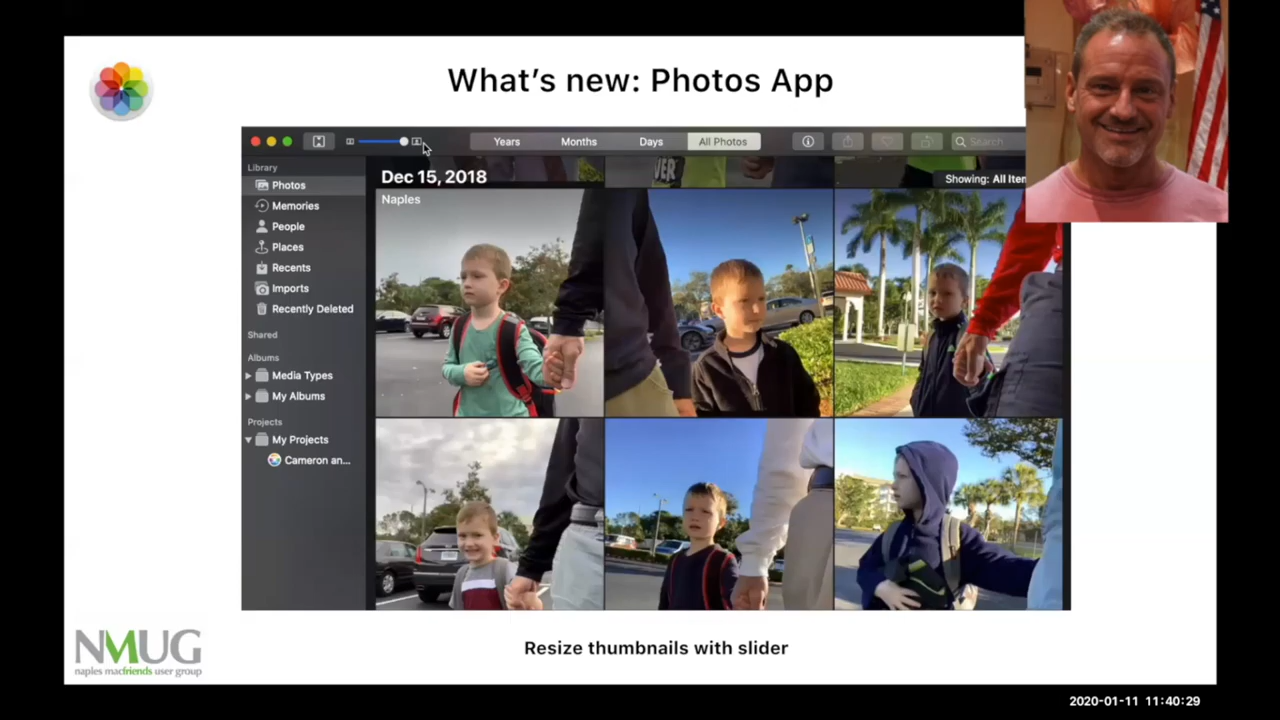 What's new: Photos App
Years Months Days All Photos Search
Library
Photos
Memories
People
Places
Recents
Imports
Recently Deleted
Shared
Albums
Media Types
My Albums
Projects
My Projects
Cameron an...
Dec 15, 2018
Naples
Showing: All Iten
VER
Resize thumbnails with slider
NMUG
naples macfriends user group
2020-01-11 11:40:29